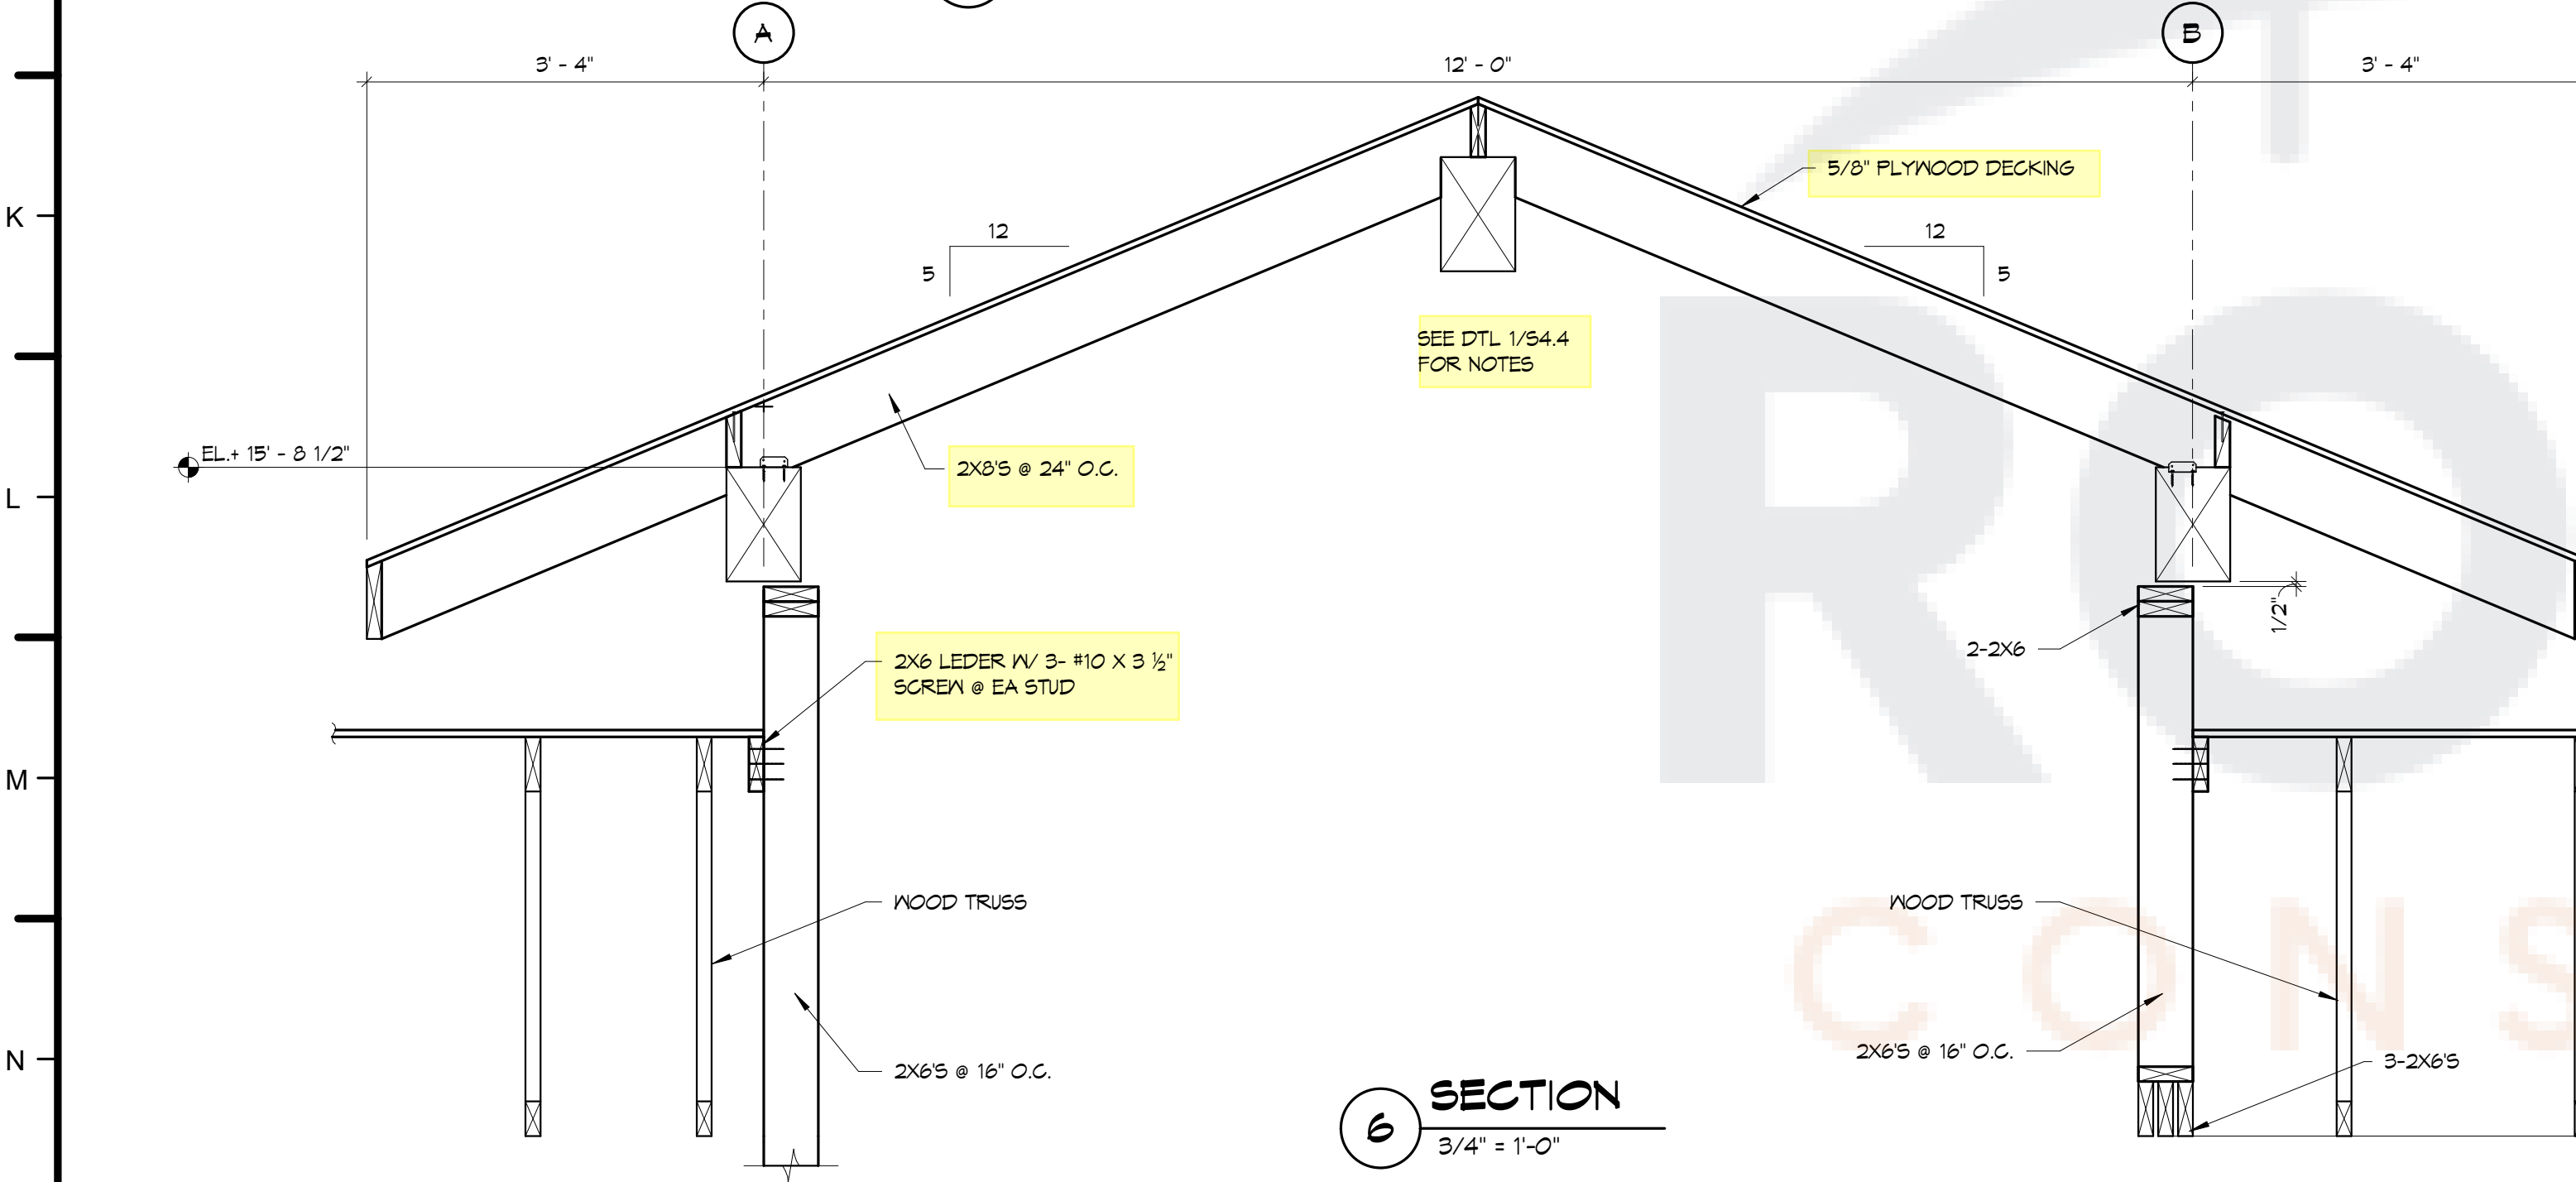 A
B
3' - 4"
12' - 0"
3' - 4"
5/8" PLYWOOD DECKING
K
12
5
12
5
SEE DTL 1/S4.4
FOR NOTES
EL.+ 15' - 8 1/2"
2X8'S @ 24" O.C.
L
1/2"
2X6 LEDER W/ 3- #10 X 3 ½"
SCREW @ EA STUD
2-2X6
M
WOOD TRUSS
WOOD TRUSS
N
2X6'S @ 16" O.C.
2X6'S @ 16" O.C.
3-2X6'S
6
SECTION
3/4" = 1'-0"
RO
CONS